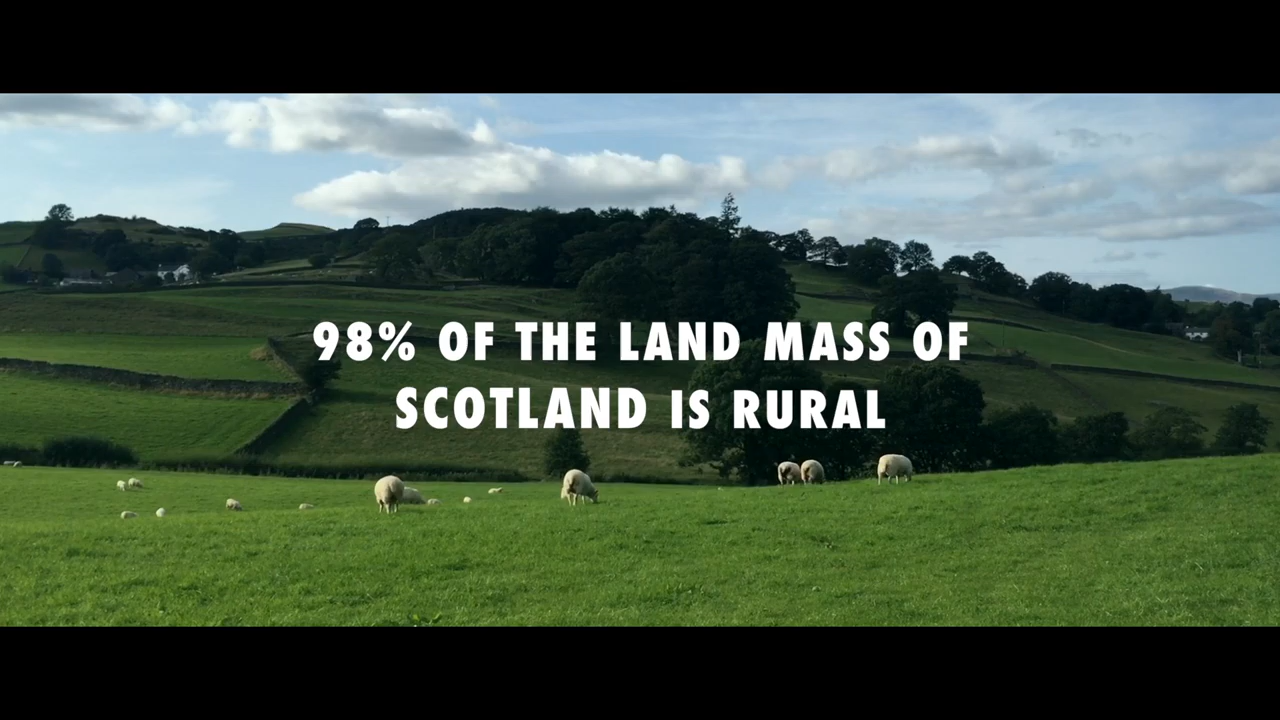 98% OF THE LAND MASS OF
SCOTLAND IS RURAL